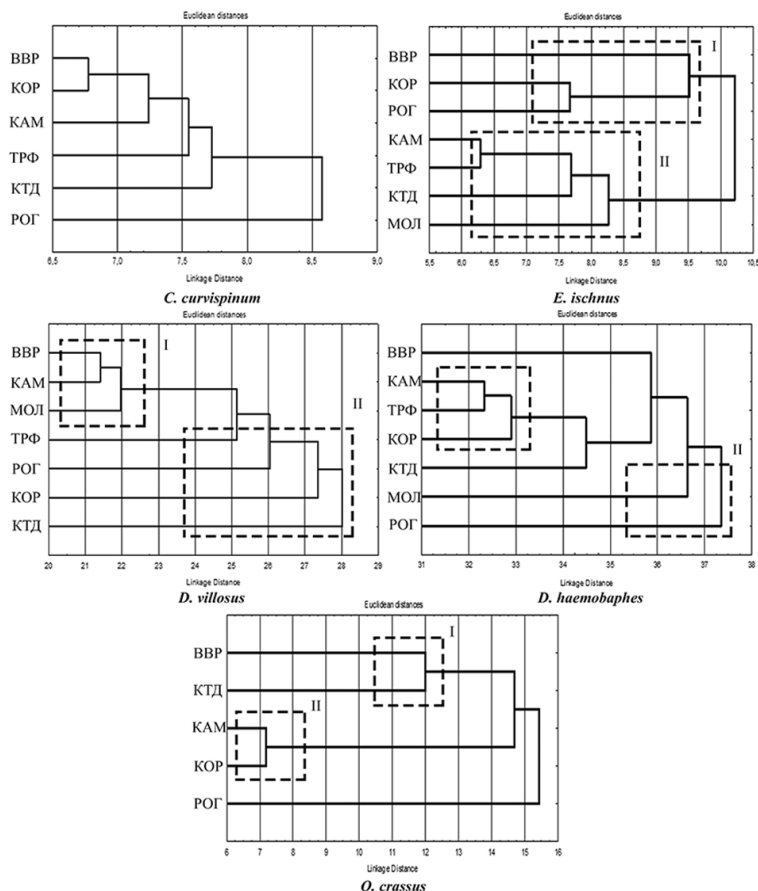 Euclidean distances
ВВР
КОР
КАМ
ТРФ
КТД
РОГ
6,5 7,0 7,5 8,0 8,5 9,0
Linkage Distance
C. curvispinum
Euclidean distances
I
ВВР
КОР
РОГ
КАМ
ТРФ
II
КТД
МОЛ
5,5 6,0 6,5 7,0 7,5 8,0 8,5 9,0 9,5 10,0 10,5
Linkage Distance
E. ischnus
Euclidean distances
I
ВВР
КАМ
МОЛ
II
ТРФ
РОГ
КОР
КТД
20 21 22 23 24 25 26 27 28 29
Linkage Distance
D. villosus
Euclidean distances
ВВР
КАМ
ТРФ
КОР
II
КТД
МОЛ
РОГ
31 32 33 34 35 36 37 38
Linkage Distance
D. haemobaphes
Euclidean distances
I
ВВР
КТД
II
КАМ
КОР
РОГ
6 7 8 9 10 11 12 13 14 15 16
Linkage Distance
O. crassus